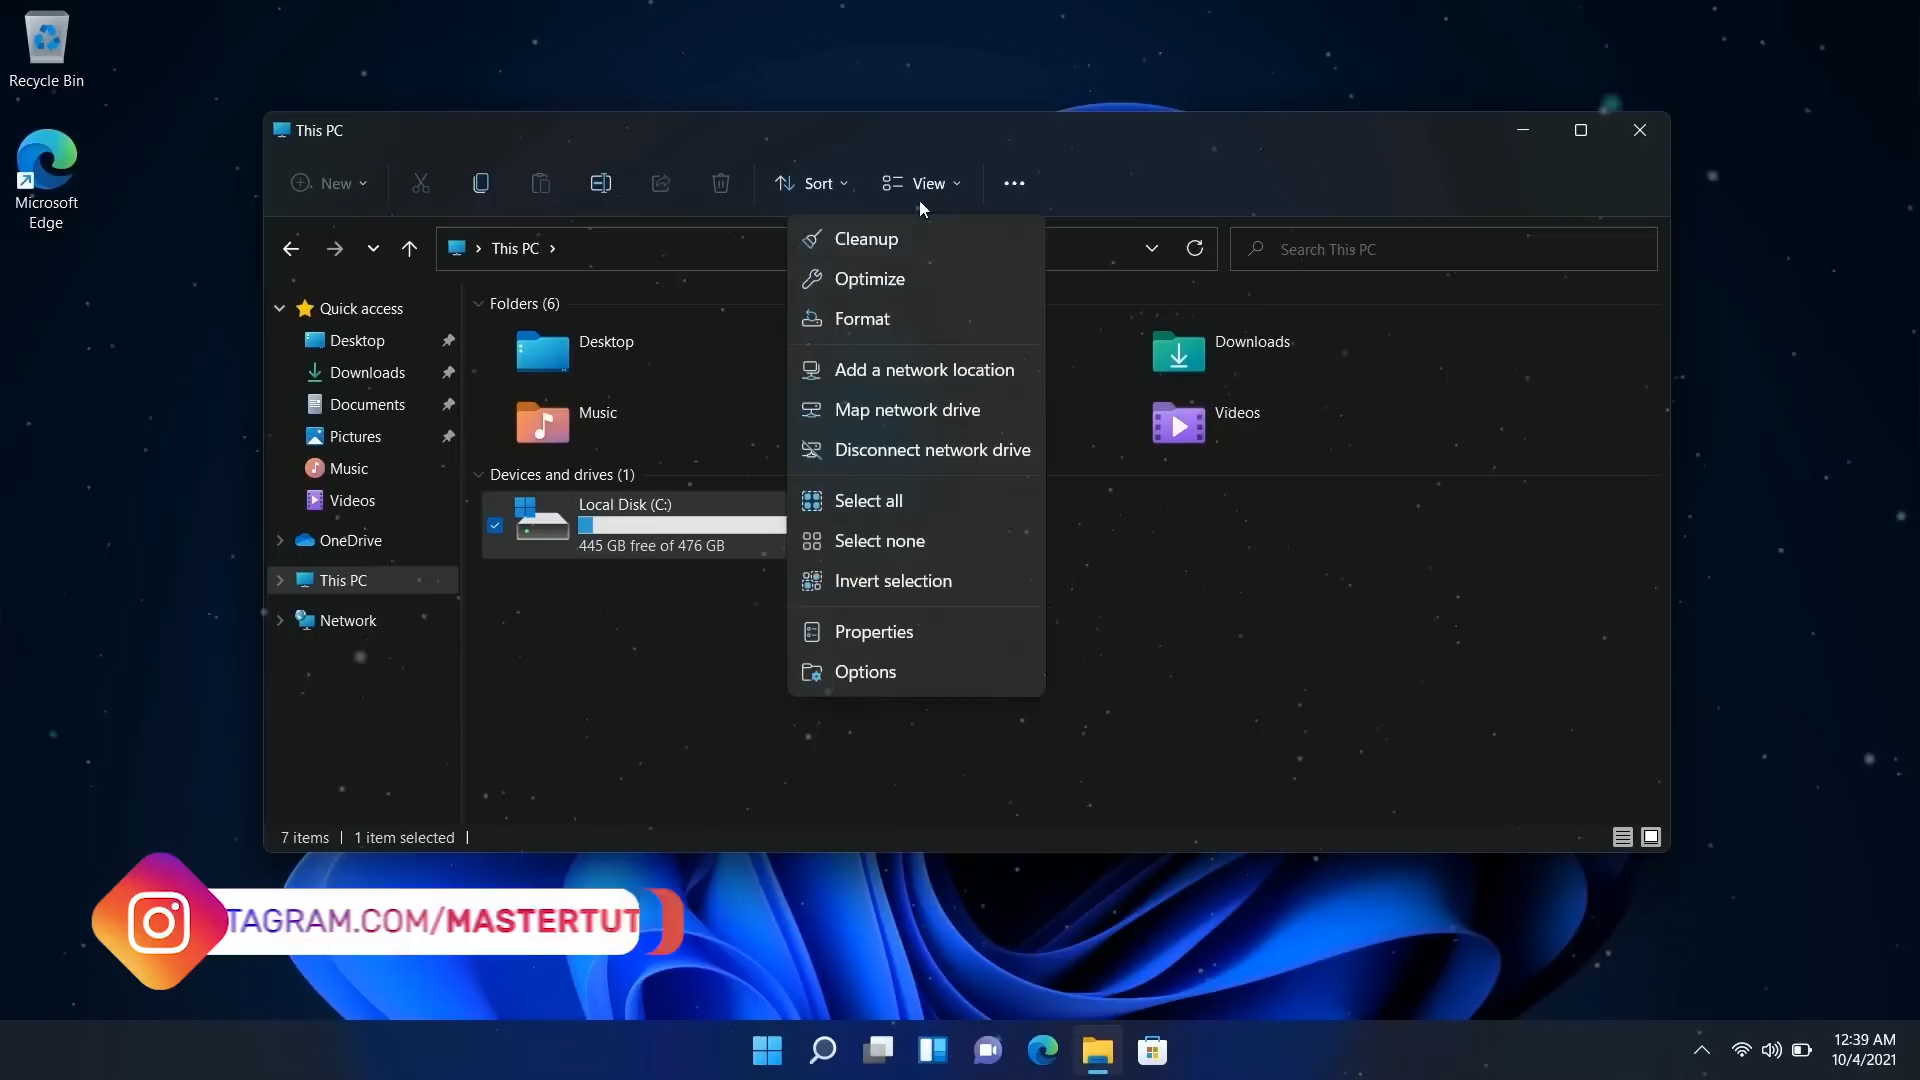 Recycle Bin
Microsoft
Edge
This PC
New
Sort
View
This PC
Search This PC
Quick access
Desktop
Downloads
Documents
Pictures
Music
Videos
OneDrive
This PC
Network
Folders (6)
Desktop
Downloads
Music
Videos
Devices and drives (1)
Local Disk (C:)
445 GB free of 476 GB
Cleanup
Optimize
Format
Add a network location
Map network drive
Disconnect network drive
Select all
Select none
Invert selection
Properties
Options
7 items
1 item selected
TAGRAM.COM/MASTERTUT
12:39 AM
10/4/2021